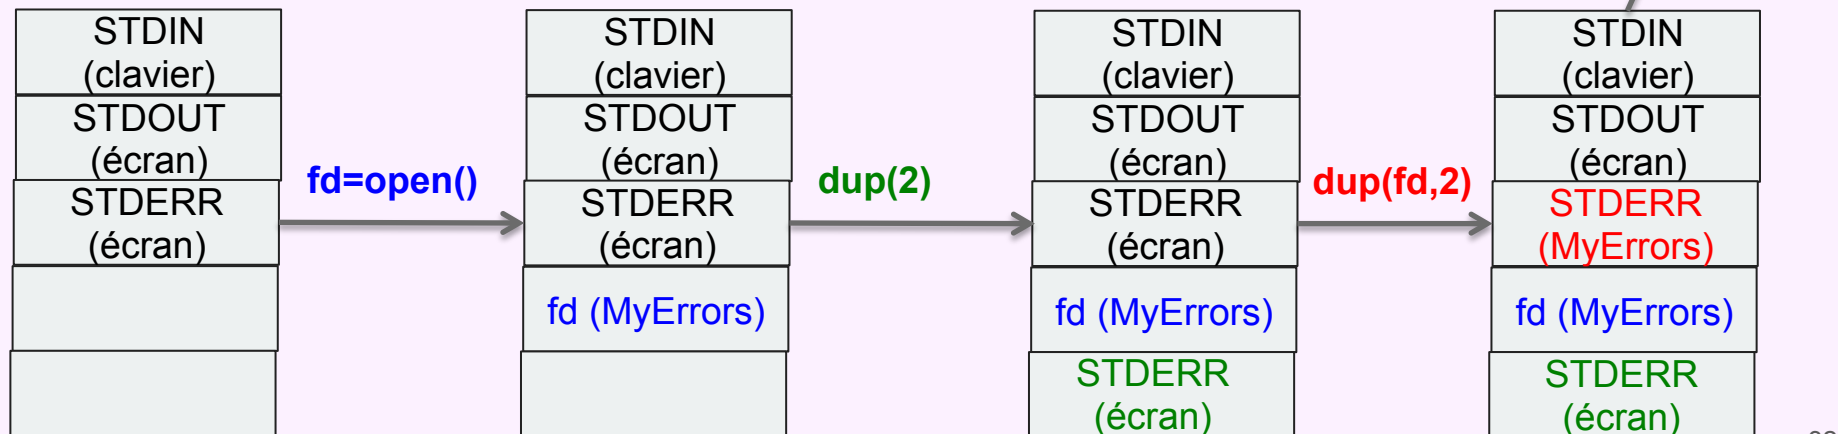 STDIN
(clavier)
STDOUT
(écran)
STDERR
(écran)
fd=open()
STDIN
(clavier)
STDOUT
(écran)
STDERR
(écran)
fd (MyErrors)
dup(2)
STDIN
(clavier)
STDOUT
(écran)
STDERR
(écran)
fd (MyErrors)
STDERR
(écran)
dup(fd,2)
STDIN
(clavier)
STDOUT
(écran)
STDERR
(MyErrors)
fd (MyErrors)
STDERR
(écran)